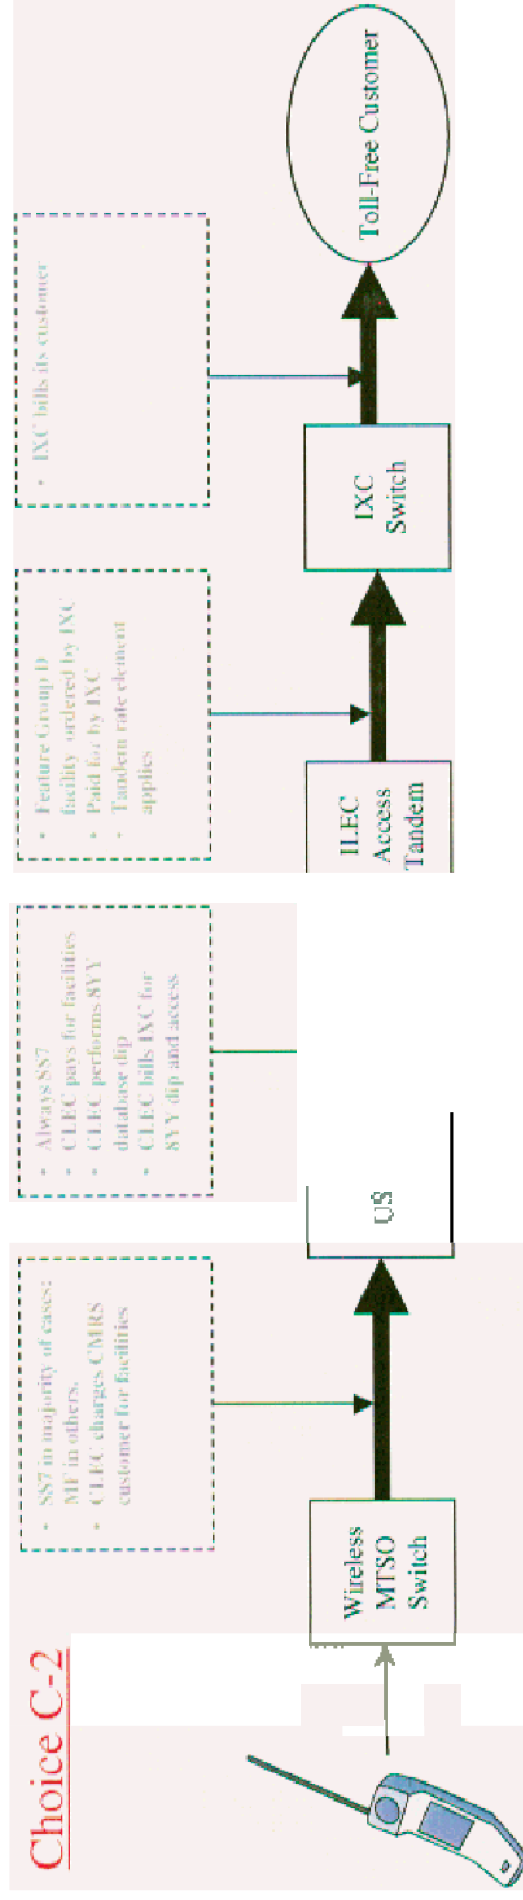 Choice C-2
• SS7 in majority of cases;
MF in others.
• CLEC charges CMRS
customer for facilities
• Always SS7
• CLEC pays for facilities
• CLEC performs 8YY
database dip
• CLEC bills IXC for
8YY dip and access
• Feature Group D
facility ordered by IXC
• Paid for by IXC
• Tandem rate element
applies
• IXC bills its customer
Wireless
MTSO
Switch
US
ILEC
Access
Tandem
IXC
Switch
Toll-Free Customer